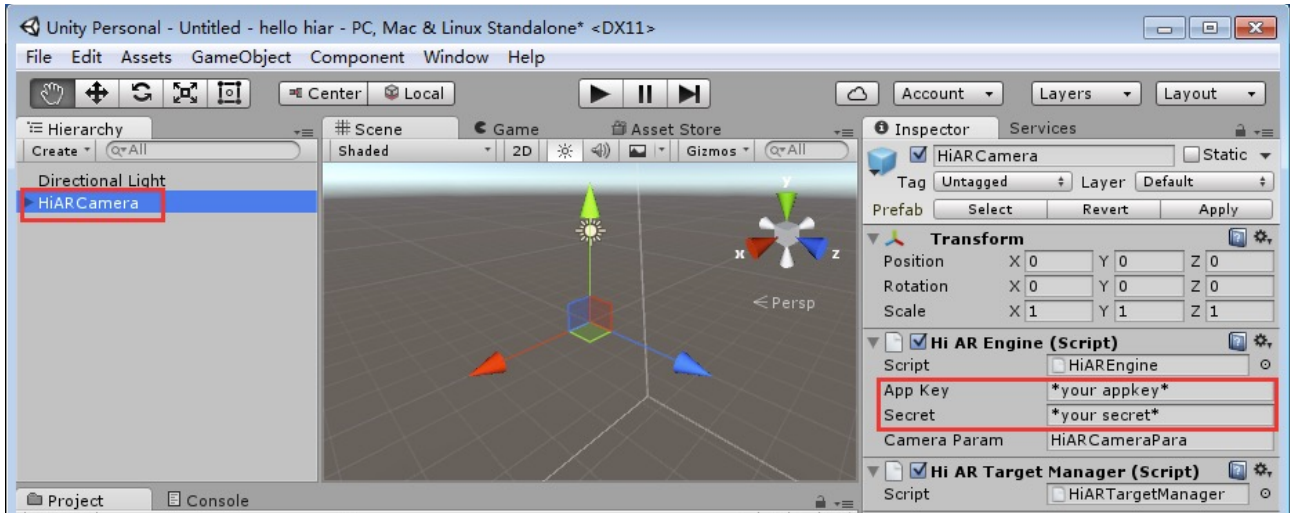 Unity Personal - Untitled - hello hiar - PC, Mac & Linux Standalone* <DX11>
File Edit Assets GameObject Component Window Help
Center Local Account Layers Layout
Hierarchy
Create All
Directional Light
HiARCamera
Scene Game Asset Store
Shaded 2D Gizmos All
y
x
z
Persp
Inspector Services
HiARCamera Static
Tag Untagged Layer Default
Prefab Select Revert Apply
Transform
Position X 0 Y 0 Z 0
Rotation X 0 Y 0 Z 0
Scale X 1 Y 1 Z 1
Hi AR Engine (Script)
Script HiAREngine
App Key *your appkey*
Secret *your secret*
Camera Param HiARCameraPara
Hi AR Target Manager (Script)
Script HiARTargetManager
Project Console